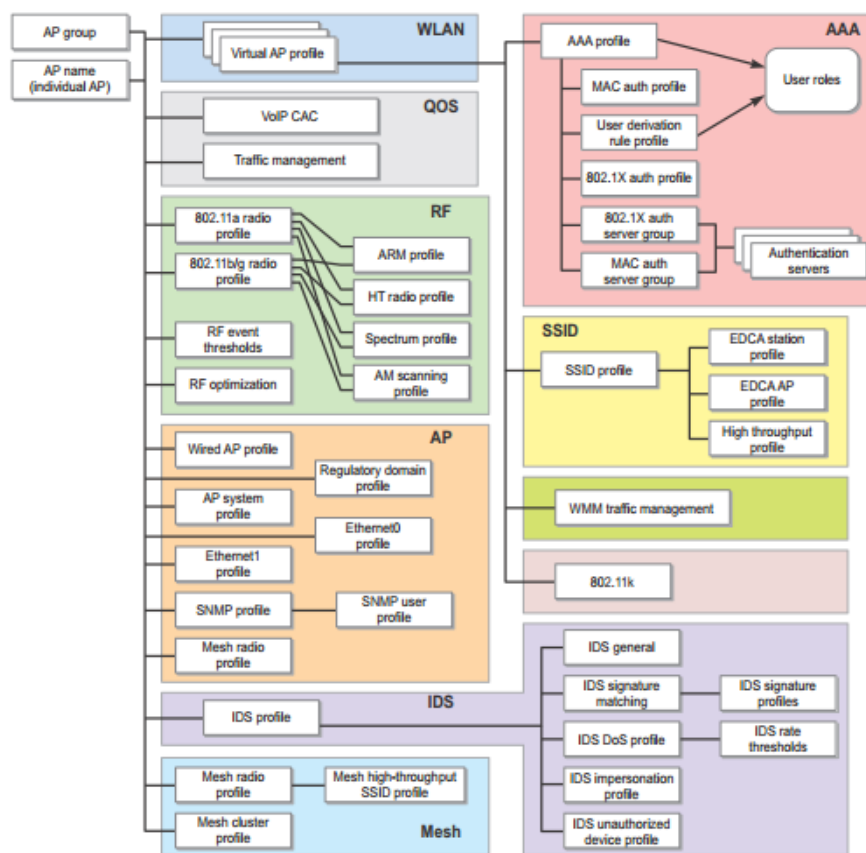 AP group
AP name
(individual AP)
WLAN
Virtual AP profile
QOS
VoIP CAC
Traffic management
RF
802.11a radio
profile
802.11b/g radio
profile
RF event
thresholds
RF optimization
ARM profile
HT radio profile
Spectrum profile
AM scanning
profile
AP
Wired AP profile
Regulatory domain
profile
AP system
profile
Ethernet0
profile
Ethernet1
profile
SNMP profile
SNMP user
profile
Mesh radio
profile
IDS
IDS profile
Mesh radio
profile
Mesh high-throughput
SSID profile
Mesh cluster
profile
Mesh
AAA
AAA profile
User roles
MAC auth profile
User derivation
rule profile
802.1X auth profile
802.1X auth
server group
MAC auth
server group
Authentication
servers
SSID
SSID profile
EDCA station
profile
EDCA AP
profile
High throughput
profile
WMM traffic management
802.11k
IDS general
IDS signature
matching
IDS signature
profiles
IDS DoS profile
IDS rate
thresholds
IDS impersonation
profile
IDS unauthorized
device profile